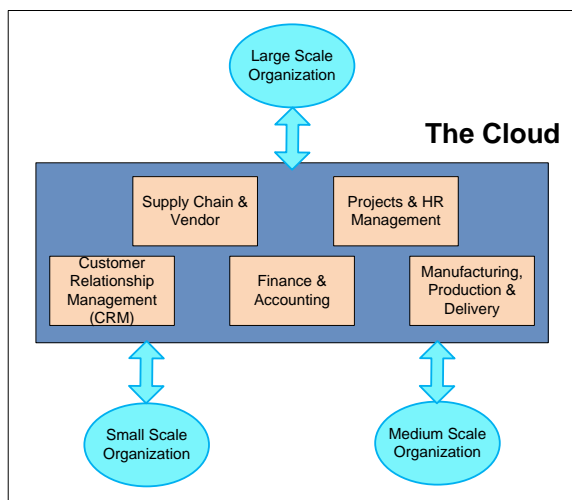 Large Scale
Organization
The Cloud
Supply Chain &
Vendor
Projects & HR
Management
Customer
Relationship
Management
(CRM)
Finance &
Accounting
Manufacturing,
Production &
Delivery
Small Scale
Organization
Medium Scale
Organization